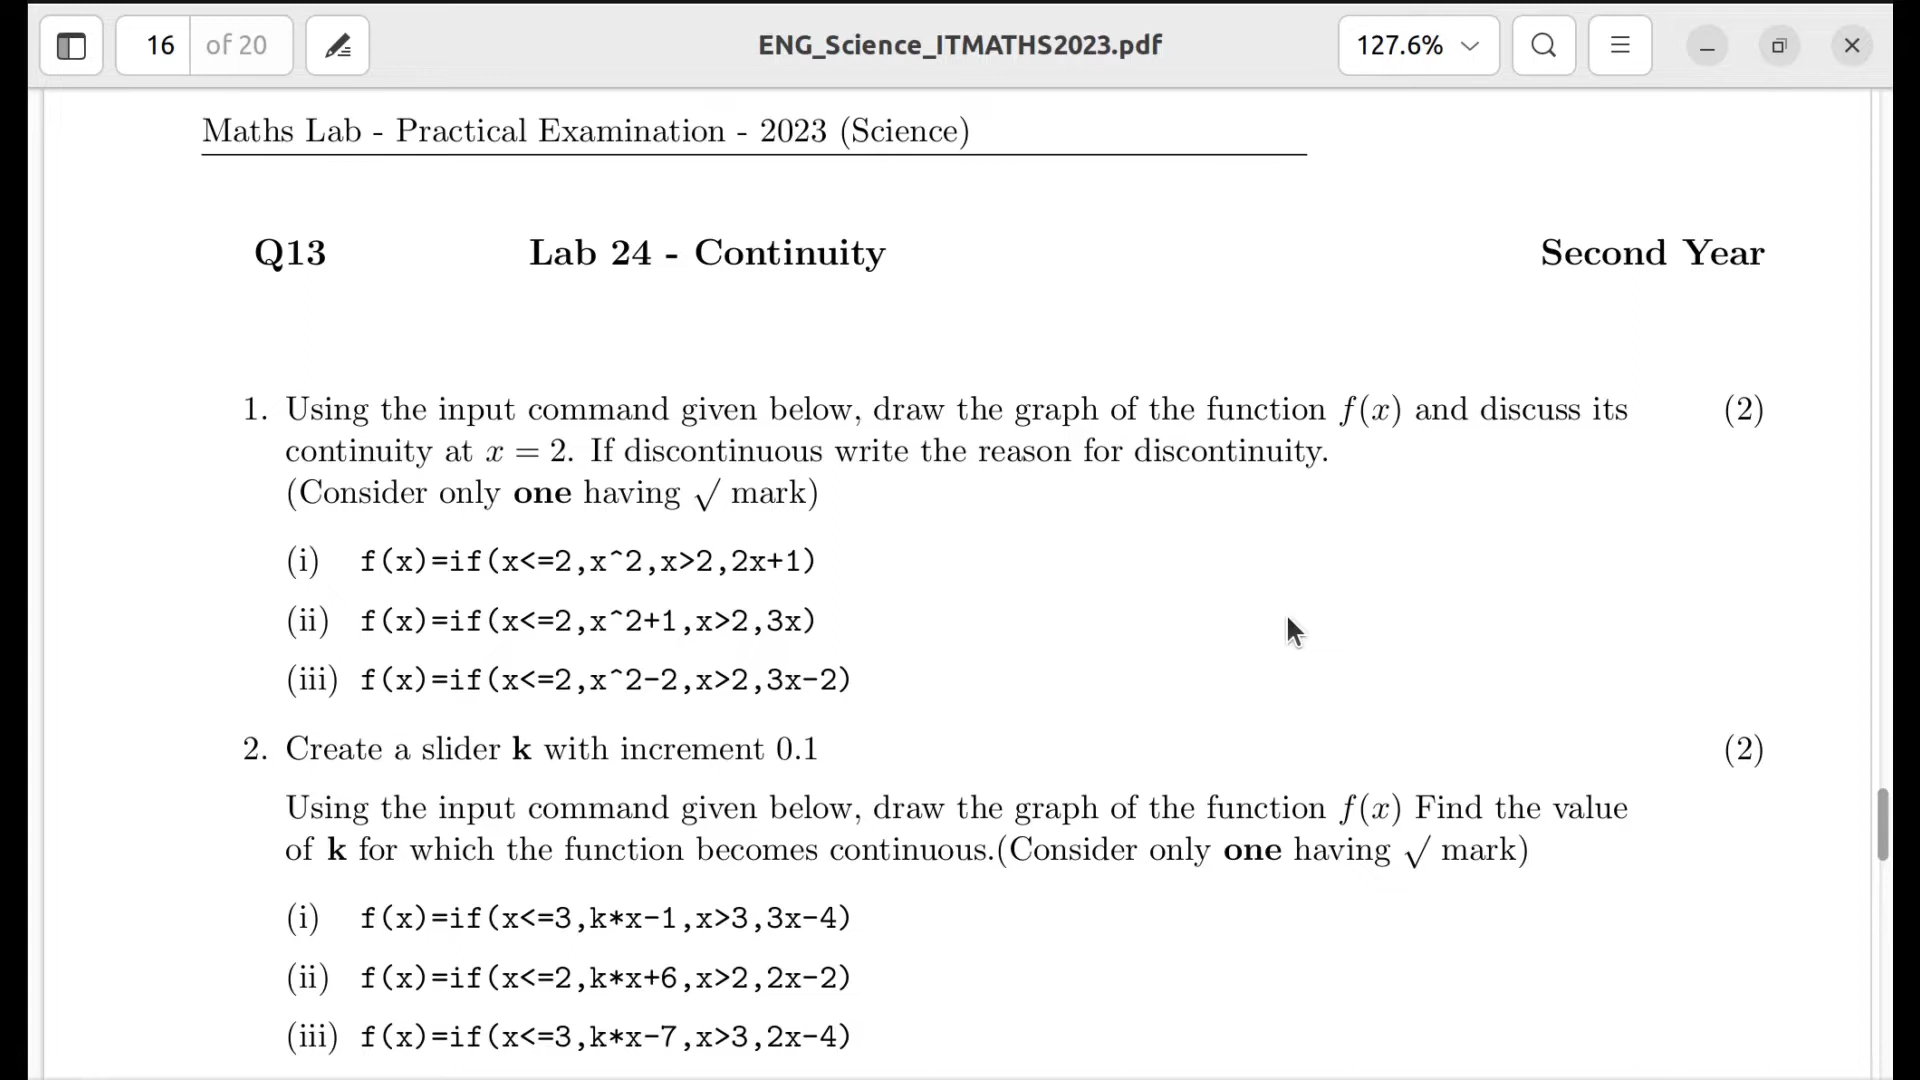 16 of 20 ENG_Science_ITMATHS2023.pdf 127.6%
Maths Lab - Practical Examination - 2023 (Science)
Q13 Lab 24 - Continuity Second Year
1. Using the input command given below, draw the graph of the function f(x) and discuss its (2)
continuity at x = 2. If discontinuous write the reason for discontinuity.
(Consider only one having √ mark)
(i) f(x)=if(x<=2,x^2,x>2,2x+1)
(ii) f(x)=if(x<=2,x^2+1,x>2,3x)
(iii) f(x)=if(x<=2,x^2-2,x>2,3x-2)
2. Create a slider k with increment 0.1 (2)
Using the input command given below, draw the graph of the function f(x) Find the value
of k for which the function becomes continuous.(Consider only one having √ mark)
(i) f(x)=if(x<=3,k*x-1,x>3,3x-4)
(ii) f(x)=if(x<=2,k*x+6,x>2,2x-2)
(iii) f(x)=if(x<=3,k*x-7,x>3,2x-4)